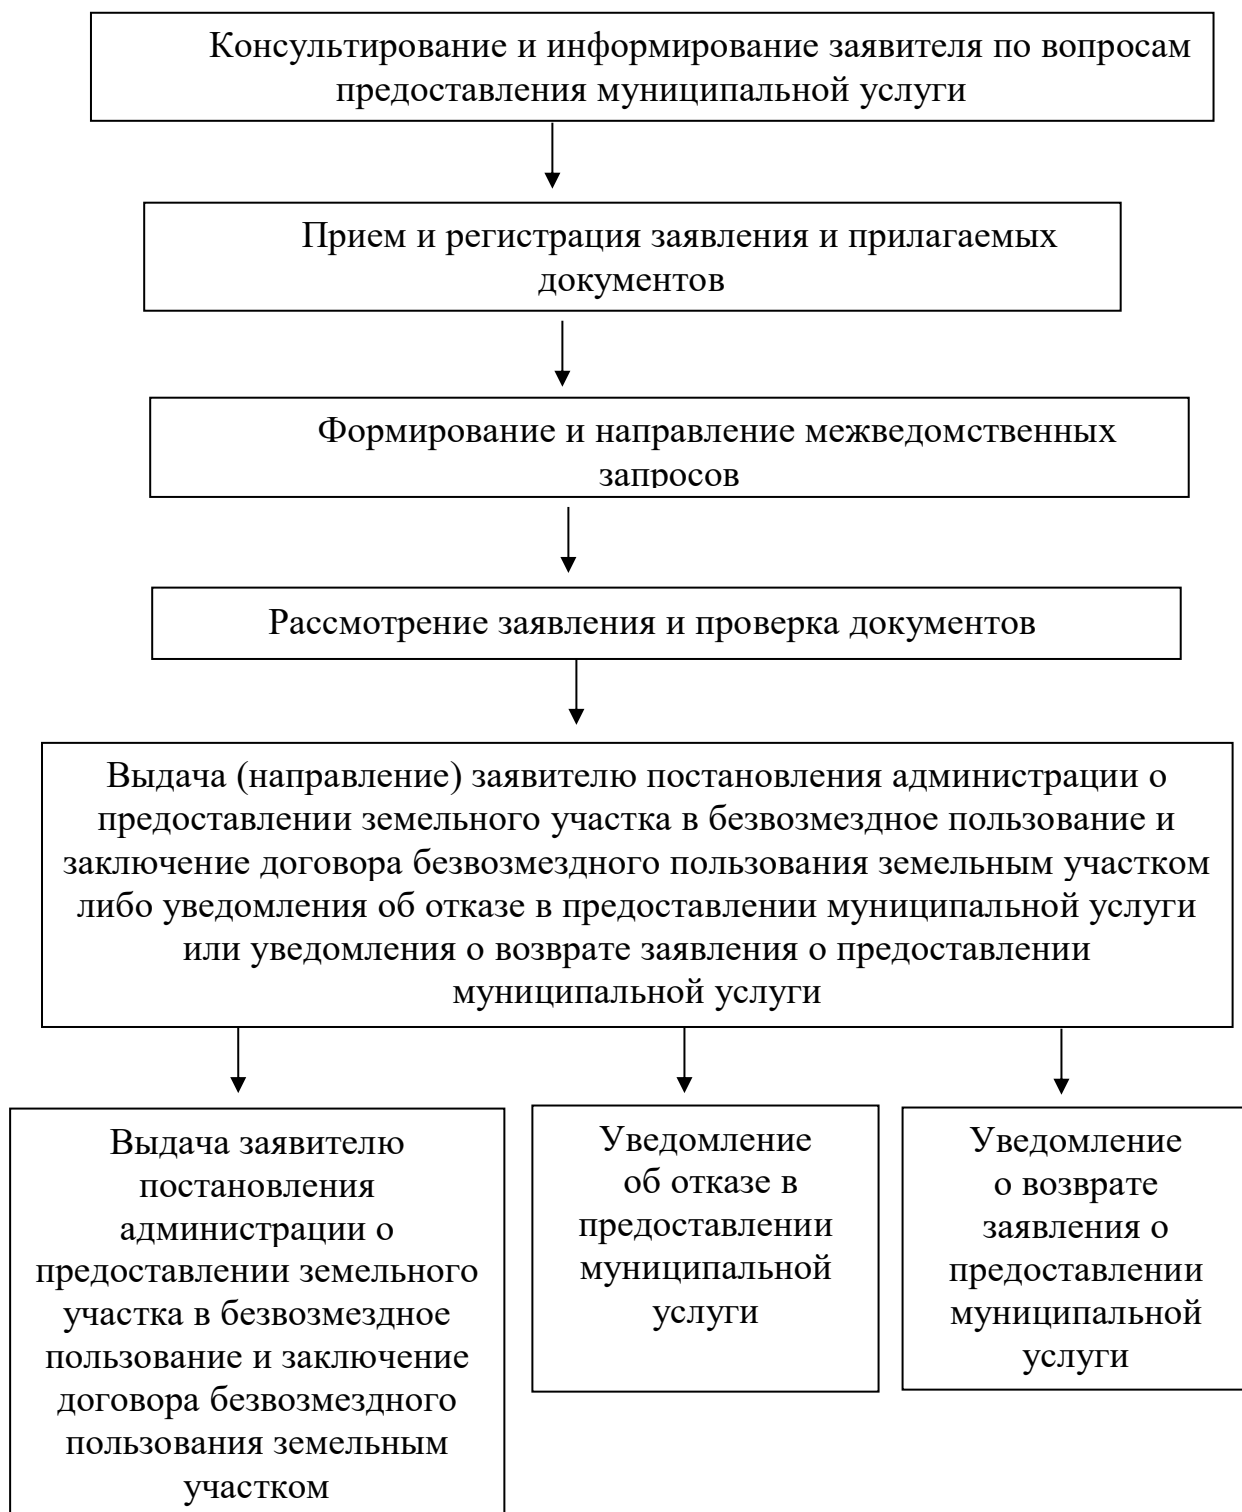 Консультирование и информирование заявителя по вопросам
предоставления муниципальной услуги
Прием и регистрация заявления и прилагаемых
документов
Формирование и направление межведомственных
запросов
Рассмотрение заявления и проверка документов
Выдача (направление) заявителю постановления администрации о
предоставлении земельного участка в безвозмездное пользование и
заключение договора безвозмездного пользования земельным участком
либо уведомления об отказе в предоставлении муниципальной услуги
или уведомления о возврате заявления о предоставлении
муниципальной услуги
Выдача заявителю
постановления
администрации о
предоставлении земельного
участка в безвозмездное
пользование и заключение
договора безвозмездного
пользования земельным
участком
Уведомление
об отказе в
предоставлении
муниципальной
услуги
Уведомление
о возврате
заявления о
предоставлении
муниципальной
услуги